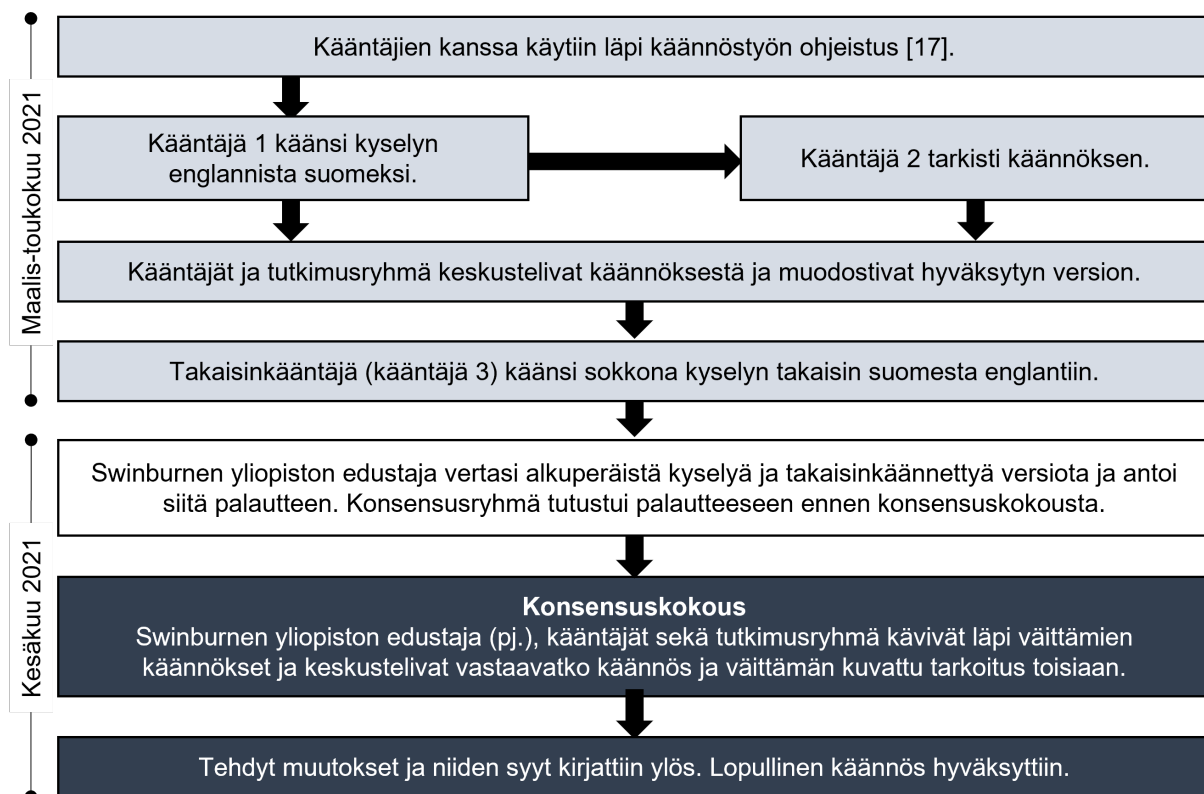 Kääntäjien kanssa käytiin läpi käännöstyön ohjeistus [17].
Maalis-toukokuu 2021
Kääntäjä 1 käänsi kyselyn
englannista suomeksi.
Kääntäjä 2 tarkisti käännöksen.
Kääntäjät ja tutkimusryhmä keskustelivat käännöksestä ja muodostivat hyväksytyn version.
Takaisinkääntäjä (kääntäjä 3) käänsi sokkona kyselyn takaisin suomesta englantiin.
Kesäkuu 2021
Swinburnen yliopiston edustaja vertasi alkuperäistä kyselyä ja takaisinkäännettyä versiota ja antoi
siitä palautteen. Konsensusryhmä tutustui palautteeseen ennen konsensuskokousta.
Konsensuskokous
Swinburnen yliopiston edustaja (pj.), kääntäjät sekä tutkimusryhmä kävivät läpi väittämien
käännökset ja keskustelivat vastaavatko käännös ja väittämän kuvattu tarkoitus toisiaan.
Tehdyt muutokset ja niiden syyt kirjattiin ylös. Lopullinen käännös hyväksyttiin.